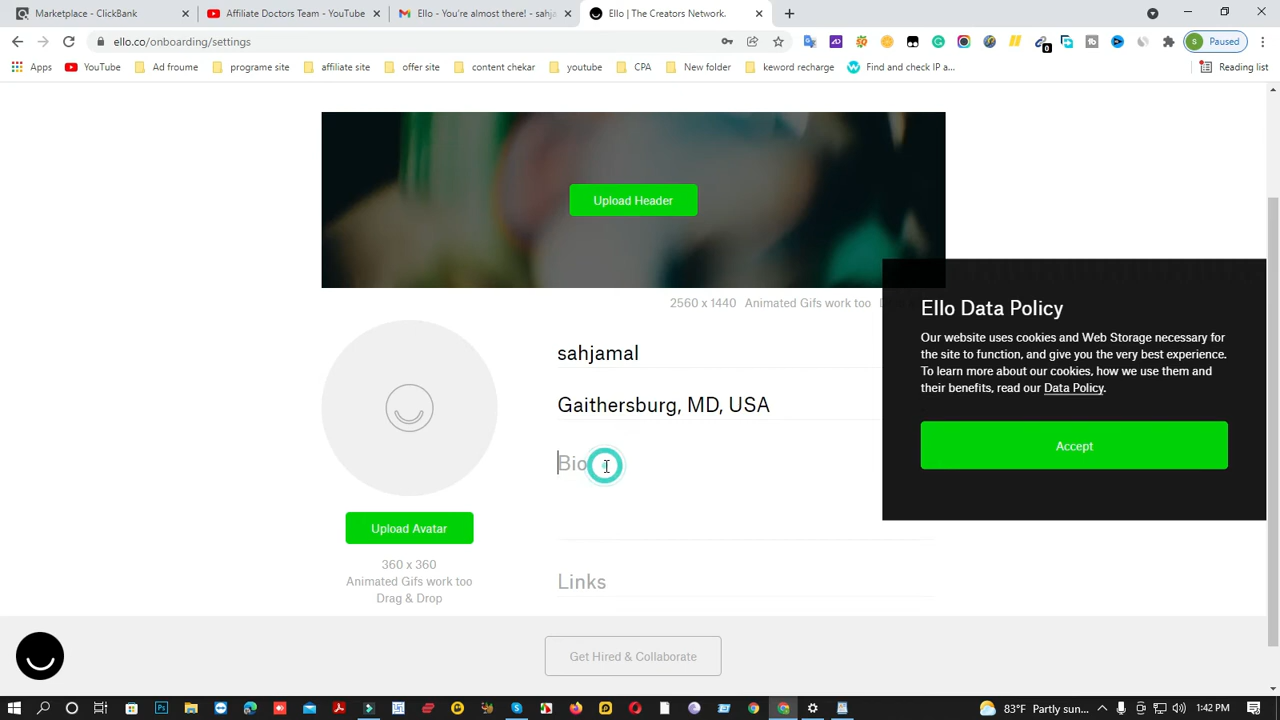 Marketplace - ClickBank
Affiliate Doctors Team - YouTube
Ello - You're almost there! - sahja
Ello | The Creators Network.
ello.co/onboarding/settings
S Paused
0
Apps
YouTube
Ad froume
programe site
affiliate site
offer site
content chekar
youtube
CPA
New folder
keword recharge
Find and check IP a...
Reading list
Upload Header
2560 x 1440 Animated Gifs work too
sahjamal
Gaithersburg, MD, USA
Bio
Links
Upload Avatar
360 x 360
Animated Gifs work too
Drag & Drop
Ello Data Policy
Our website uses cookies and Web Storage necessary for
the site to function, and give you the very best experience.
To learn more about our cookies, how we use them and
their benefits, read our Data Policy.
Accept
Get Hired & Collaborate
83°F Partly sun...
1:42 PM